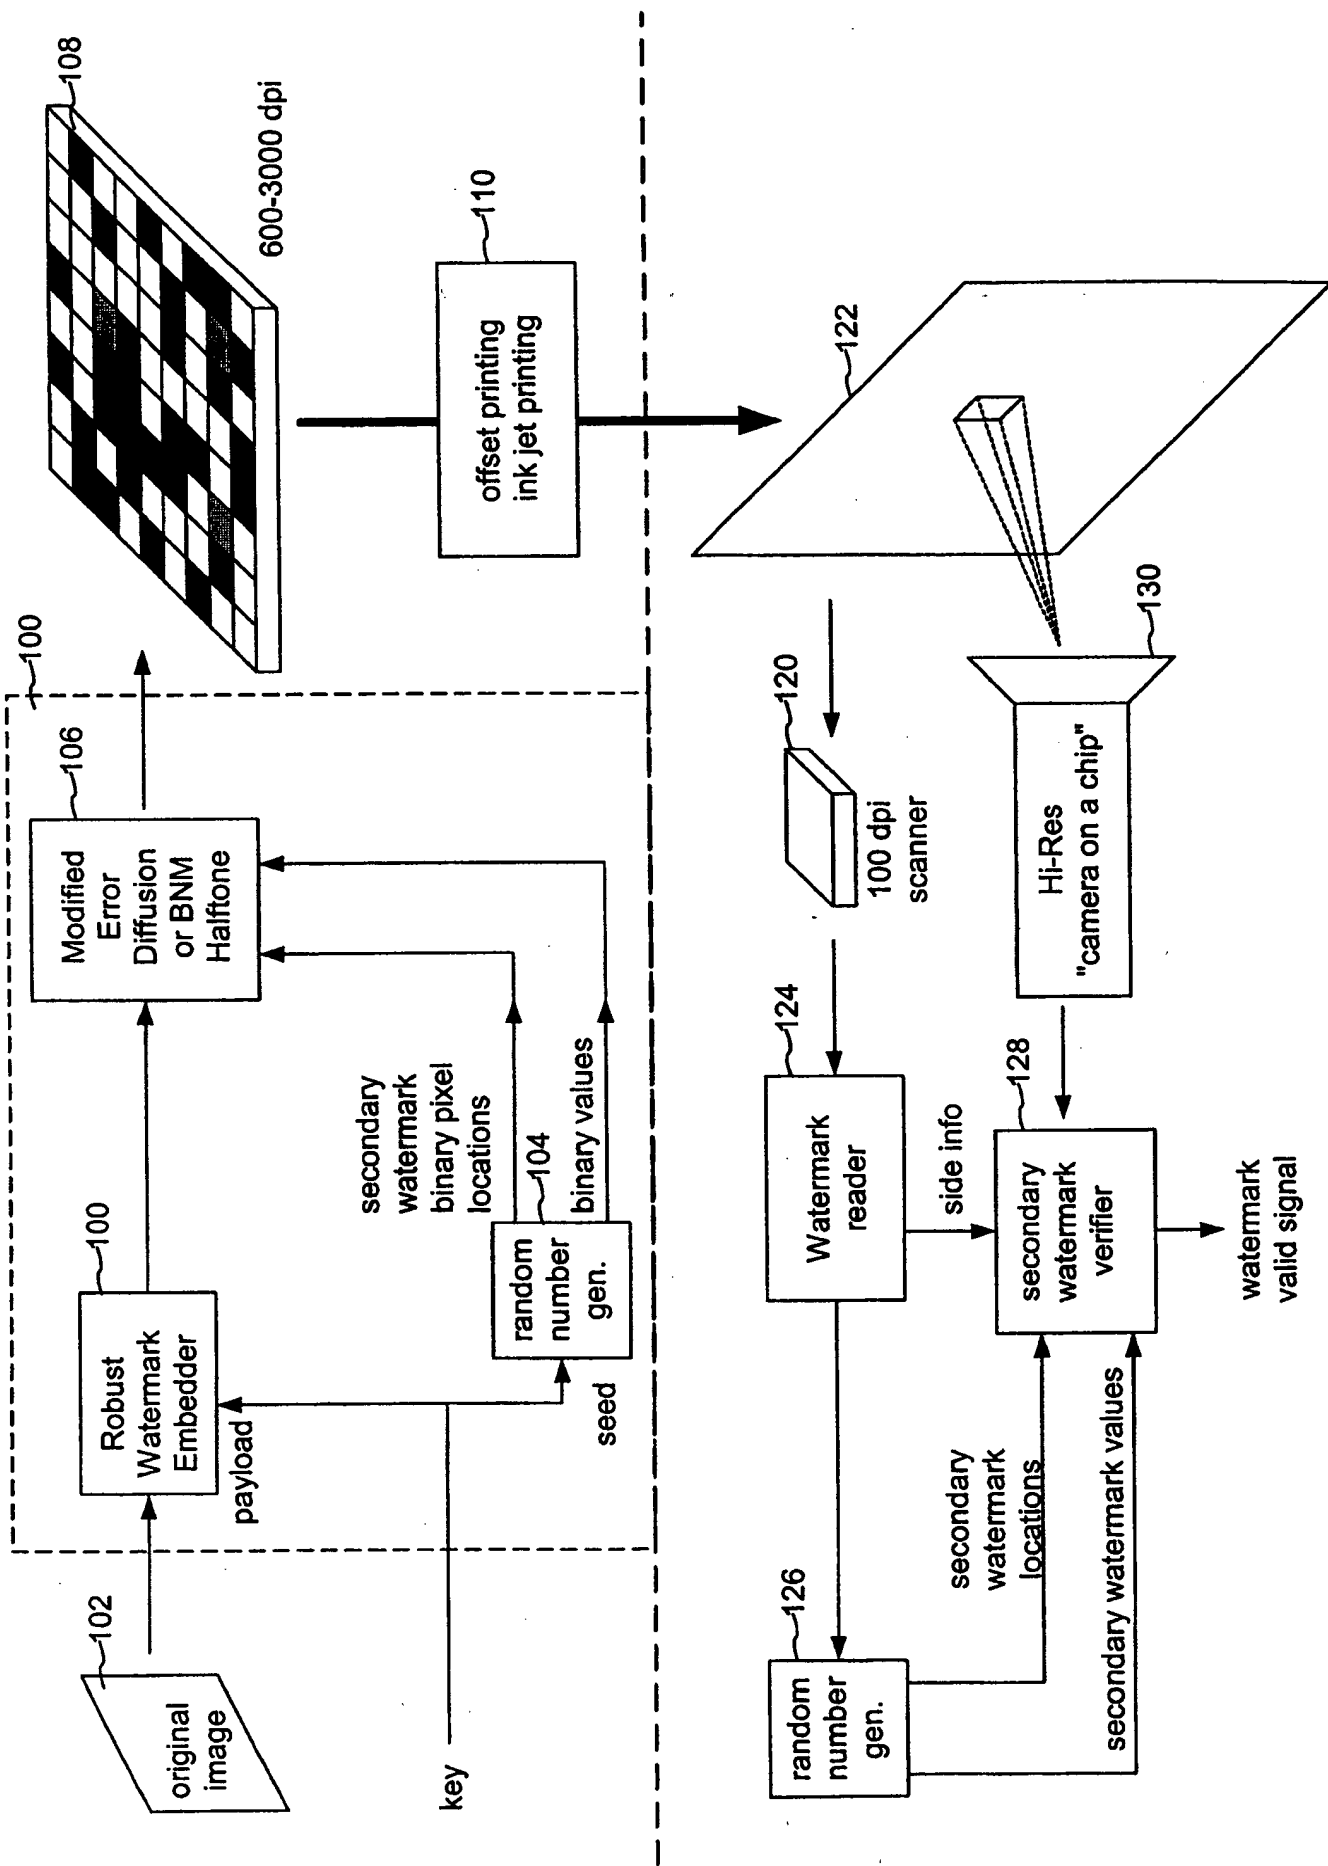 original
image
102
key
Robust
Watermark
Embedder
100
payload
seed
random
number
gen.
104
secondary
watermark
binary pixel
locations
binary values
Modified
Error
Diffusion
or BNM
Halftone
106
100
108
600-3000 dpi
offset printing
ink jet printing
110
122
120
100 dpi
scanner
Watermark
reader
124
side info
random
number
gen.
126
secondary
watermark
locations
secondary watermark values
secondary
watermark
verifier
128
watermark
valid signal
Hi-Res
"camera on a chip"
130